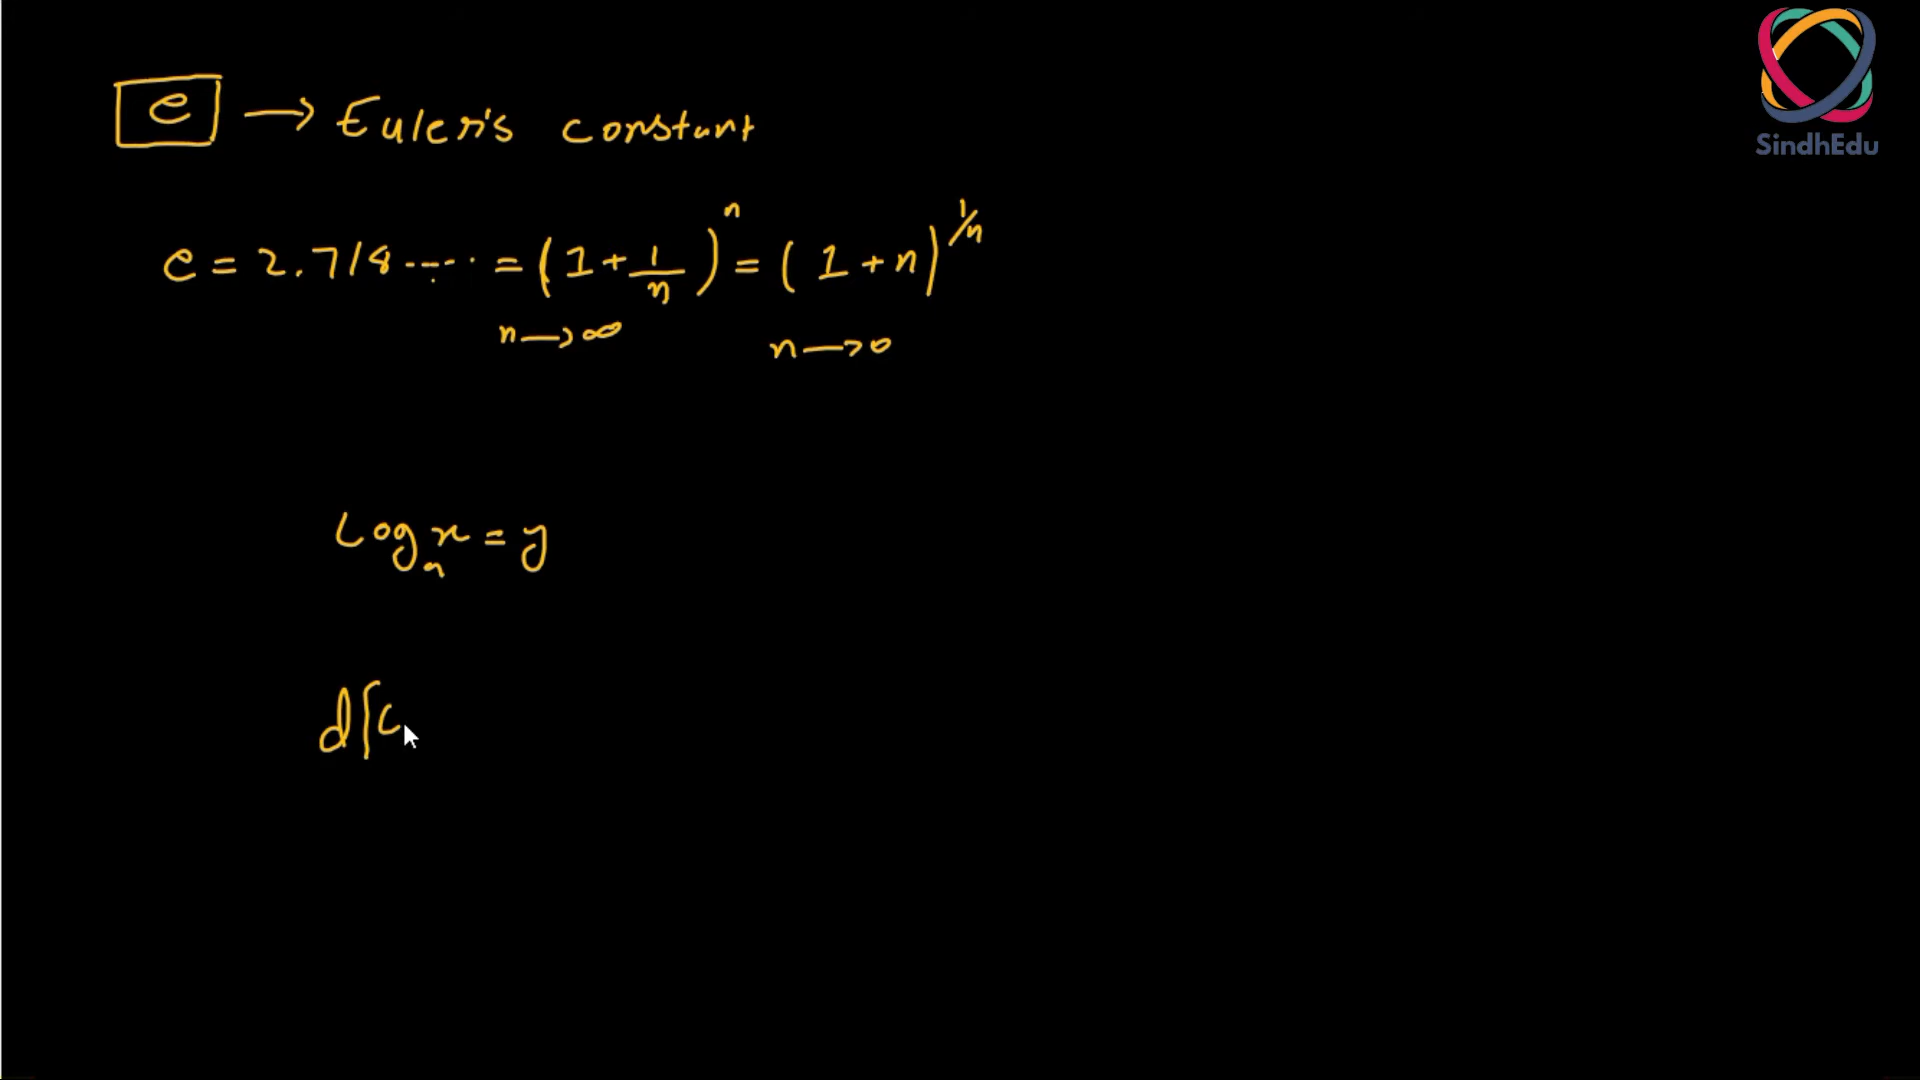 e → Euler's constant
SindhEdu
e = 2.718...... = (1 + 1/n)^n = (1 + n)^1/n
n → ∞
n → 0
Log_a x = y
d[L